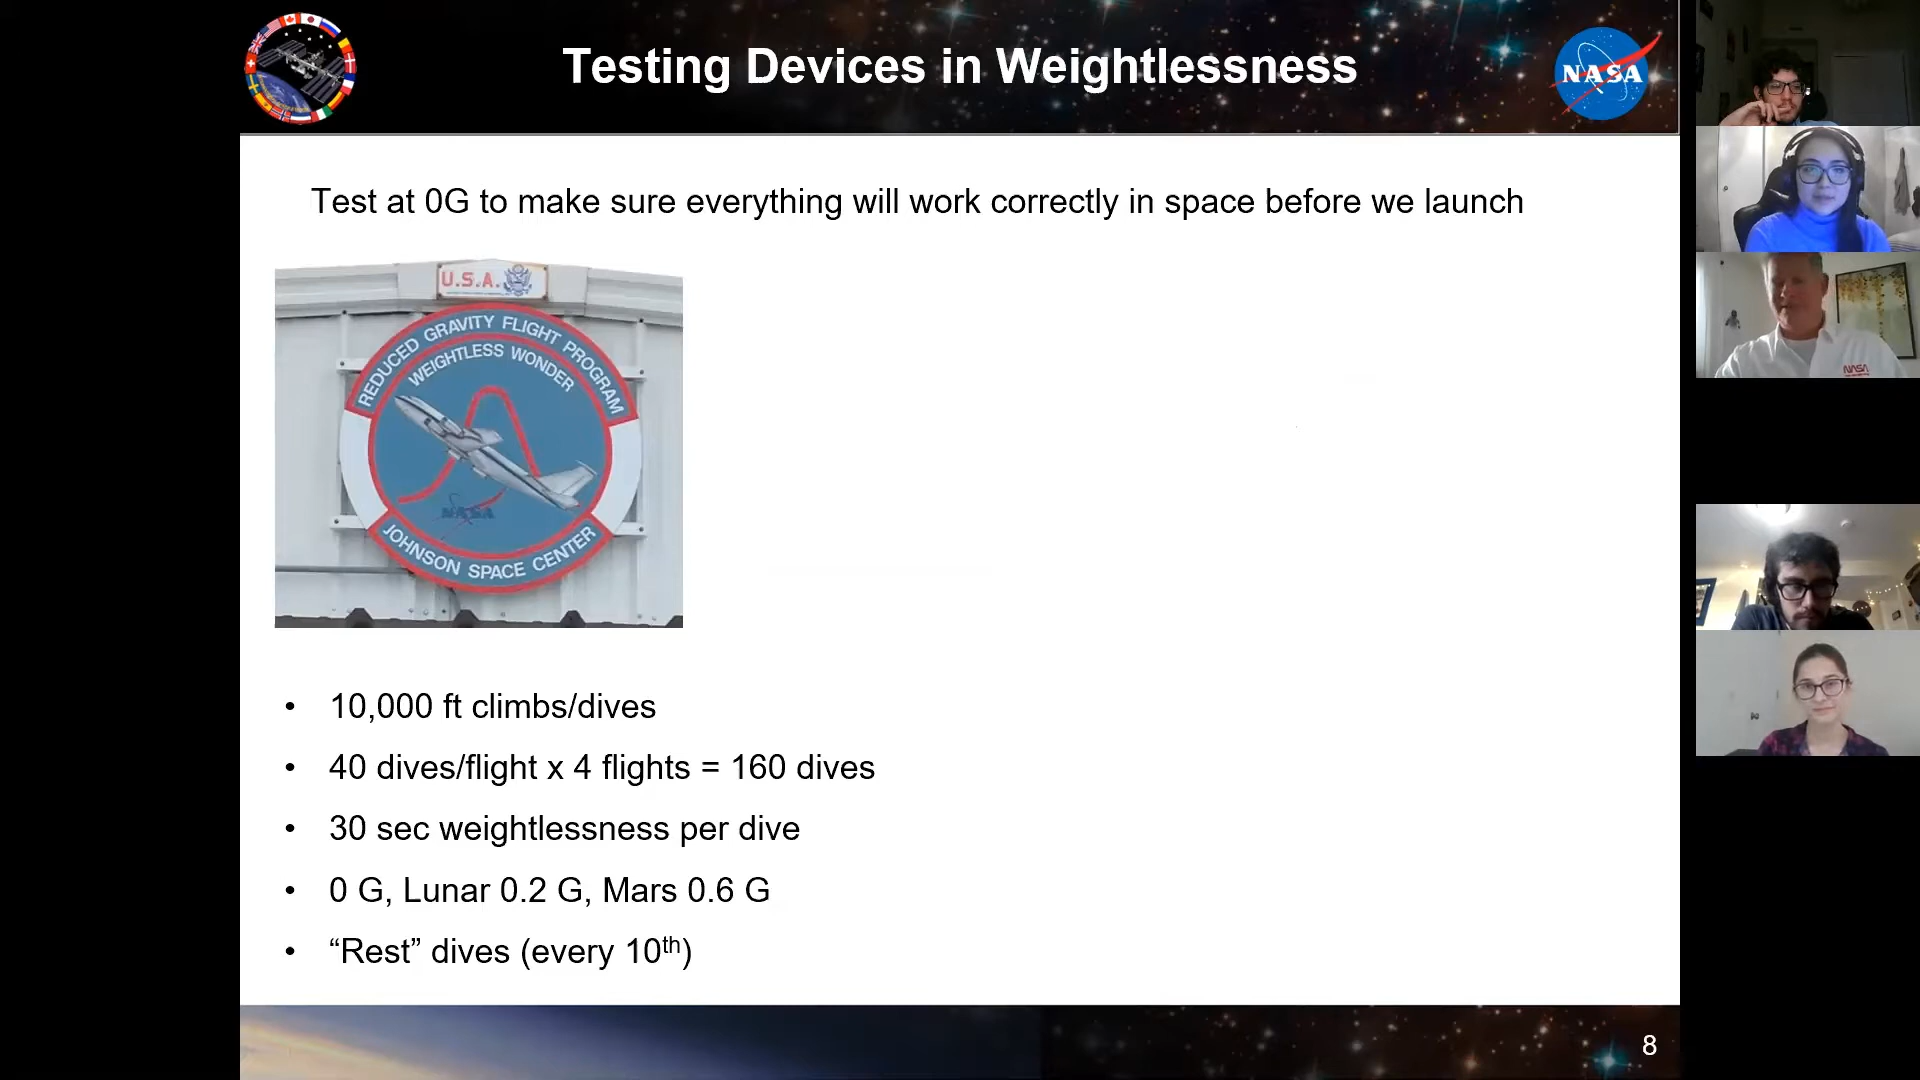 Testing Devices in Weightlessness
NASA
Test at 0G to make sure everything will work correctly in space before we launch
U.S.A.
REDUCED GRAVITY FLIGHT PROGRAM
WEIGHTLESS WONDER
NASA
JOHNSON SPACE CENTER
• 10,000 ft climbs/dives
• 40 dives/flight x 4 flights = 160 dives
• 30 sec weightlessness per dive
• 0 G, Lunar 0.2 G, Mars 0.6 G
• “Rest” dives (every 10th)
8
NASA